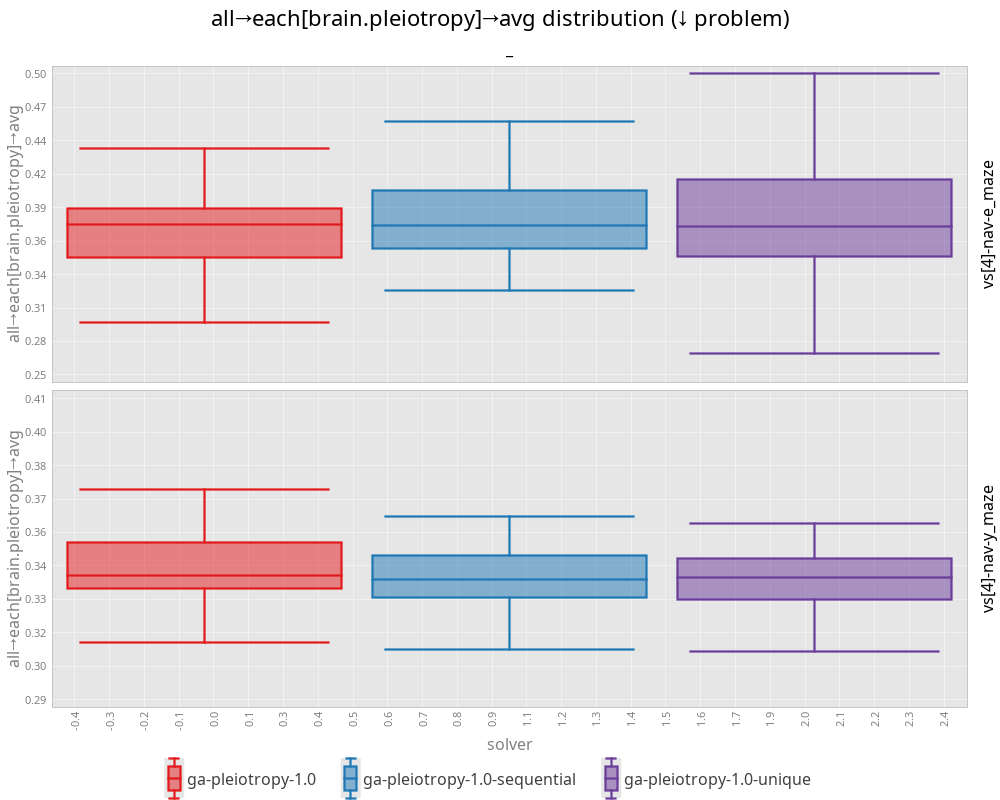 all→each[brain.pleiotropy]→avg distribution (↓ problem)
–
all→each[brain.pleiotropy]→avg
0.50
0.47
0.44
0.42
0.39
0.36
0.34
0.31
0.28
0.25
vs[4]-nav-e_maze
all→each[brain.pleiotropy]→avg
0.41
0.40
0.38
0.37
0.36
0.34
0.33
0.32
0.30
0.29
vs[4]-nav-y_maze
-0.4 -0.3 -0.2 -0.1 0.0 0.1 0.3 0.4 0.5 0.6 0.7 0.8 0.9 1.1 1.2 1.3 1.4 1.5 1.6 1.7 1.9 2.0 2.1 2.2 2.3 2.4
solver
ga-pleiotropy-1.0 ga-pleiotropy-1.0-sequential ga-pleiotropy-1.0-unique